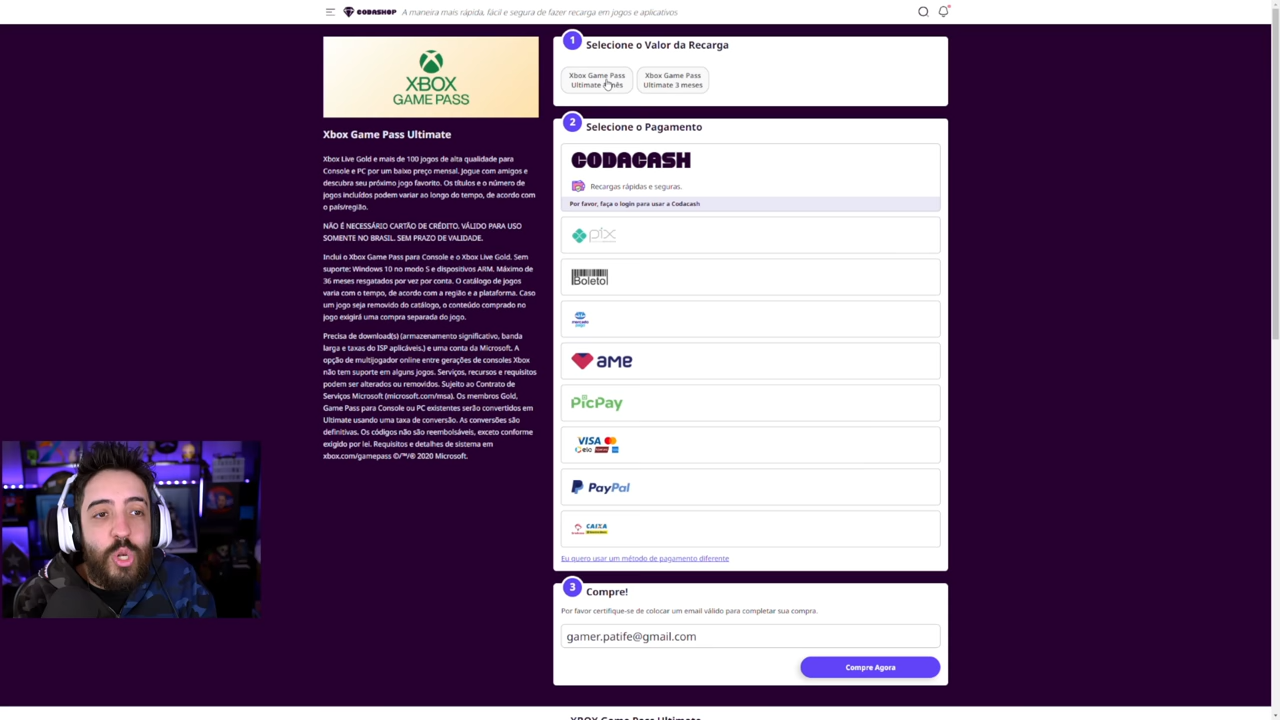 CODASHOP A maneira mais rápida, fácil e segura de fazer recarga em jogos e aplicativos
XBOX
GAME PASS
Xbox Game Pass Ultimate
Xbox Live Gold e mais de 100 jogos de alta qualidade para
Console e PC por um baixo preço mensal. Jogue com amigos e
descubra seu próximo jogo favorito. Os títulos e o número de
jogos incluídos podem variar ao longo do tempo, de acordo com
o país/região.
NÃO É NECESSÁRIO CARTÃO DE CRÉDITO. VÁLIDO PARA USO
SOMENTE NO BRASIL. SEM PRAZO DE VALIDADE.
Inclui o Xbox Game Pass para Console e o Xbox Live Gold. Sem
suporte: Windows 10 no modo S e dispositivos ARM. Máximo de
36 meses resgatados por vez por conta. O catálogo de jogos
varia com o tempo, de acordo com a região e a plataforma. Caso
um jogo seja removido do catálogo, o conteúdo comprado no
jogo exigirá uma compra separada do jogo.
Precisa de download(s) (armazenamento significativo, banda
larga e taxas do ISP aplicáveis.) e uma conta da Microsoft. A
opção de multijogador online entre gerações de consoles Xbox
não tem suporte em alguns jogos. Serviços, recursos e requisitos
podem ser alterados ou removidos. Sujeito ao Contrato de
Serviços Microsoft (microsoft.com/msa). Os membros Gold,
Game Pass para Console ou PC existentes serão convertidos em
Ultimate usando uma taxa de conversão. As conversões são
definitivas. Os códigos não são reembolsáveis, exceto conforme
exigido por lei. Requisitos e detalhes de sistema em
xbox.com/gamepass ©/™/® 2020 Microsoft.
1 Selecione o Valor da Recarga
Xbox Game Pass
Ultimate mês
Xbox Game Pass
Ultimate 3 meses
2 Selecione o Pagamento
CODACASH
Recargas rápidas e seguras.
Por favor, faça o login para usar a Codacash
pix
Boleto
mercado
pago
ame
PicPay
VISA
elo
PayPal
CAIXA
Eu quero usar um método de pagamento diferente
3 Compre!
Por favor certifique-se de colocar um email válido para completar sua compra.
gamer.patife@gmail.com
Compre Agora
XBOX Game Pass Ultimate